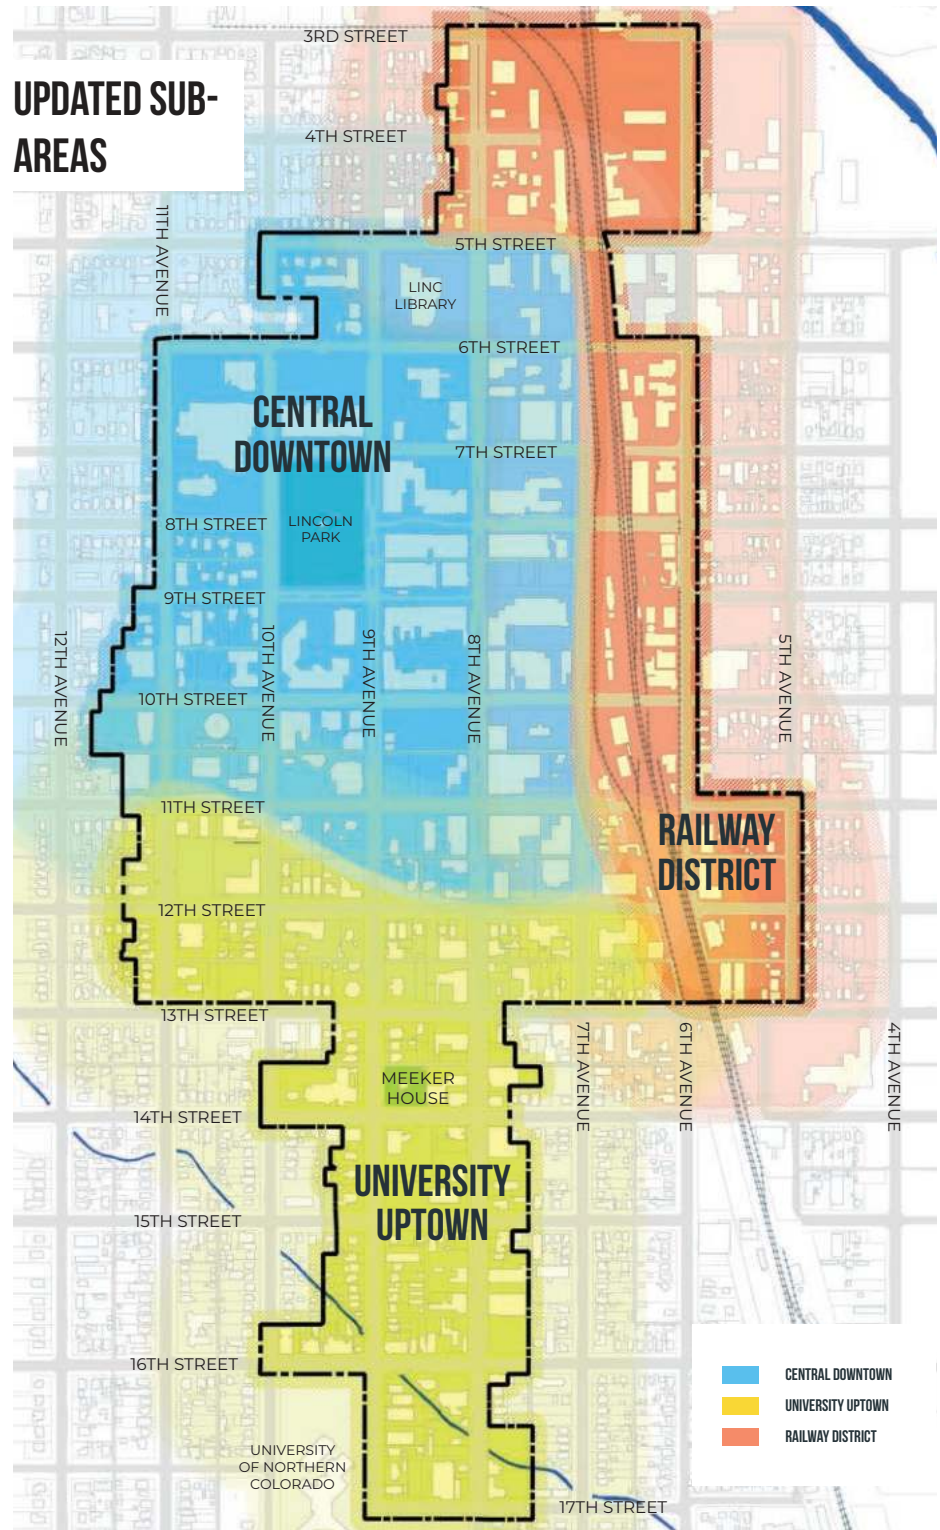 3RD STREET
UPDATED SUB-
AREAS
4TH STREET
11TH AVENUE
5TH STREET
LINC
LIBRARY
6TH STREET
CENTRAL
DOWNTOWN
7TH STREET
8TH STREET
LINCOLN
PARK
9TH STREET
12TH AVENUE
10TH AVENUE
9TH AVENUE
8TH AVENUE
5TH AVENUE
10TH STREET
11TH STREET
RAILWAY
DISTRICT
12TH STREET
13TH STREET
7TH AVENUE
6TH AVENUE
4TH AVENUE
MEEKER
HOUSE
14TH STREET
UNIVERSITY
UPTOWN
15TH STREET
16TH STREET
CENTRAL DOWNTOWN
UNIVERSITY UPTOWN
RAILWAY DISTRICT
UNIVERSITY
OF NORTHERN
COLORADO
17TH STREET